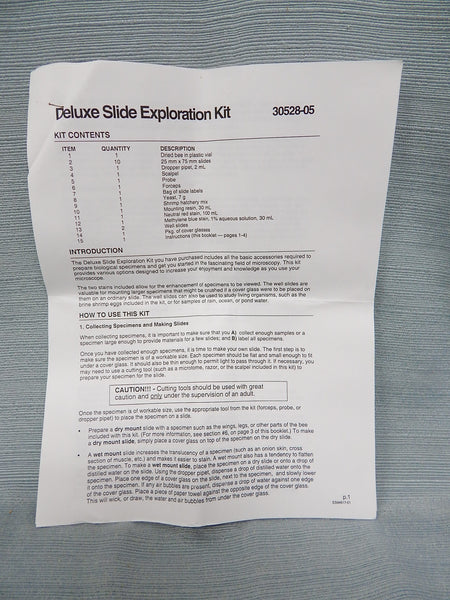 Deluxe Slide Exploration Kit 30528-05
KIT CONTENTS
ITEM QUANTITY DESCRIPTION
1 1 Dried bee in plastic vial
2 10 25 mm x 75 mm slides
3 1 Dropper pipet, 2 mL
4 1 Scalpel
5 1 Probe
6 1 Forceps
7 1 Bag of slide labels
8 1 Yeast, 7 g
9 1 Shrimp hatchery mix
10 1 Mounting resin, 30 mL
11 1 Neutral red stain, 100 mL
12 1 Methylene blue stain, 1% aqueous solution, 30 mL
13 2 Well slides
14 1 Pkg. of cover glasses
15 1 Instructions (this booklet — pages 1-4)
INTRODUCTION
The Deluxe Slide Exploration Kit you have purchased includes all the basic accessories required to
prepare biological specimens and get you started in the fascinating field of microscopy. This kit
provides various options designed to increase your enjoyment and knowledge as you use your
microscope.
The two stains included allow for the enhancement of specimens to be viewed. The well slides are
valuable for mounting larger specimens that might be crushed if a cover glass were to be placed on
them on an ordinary slide. The well slides can also be used to study living organisms, such as the
brine shrimp eggs included in the kit, or for samples of rain, ocean, or pond water.
HOW TO USE THIS KIT
1. Collecting Specimens and Making Slides
When collecting specimens, it is important to make sure that you A) collect enough samples or a
specimen large enough to provide materials for a few slides; and B) label all specimens.
Once you have collected enough specimens, it is time to make your own slide. The first step is to
make sure the specimen is of a workable size. Each specimen should be flat and small enough to fit
under a cover glass. It should also be thin enough to permit light to pass through it. If necessary, you
may need to use a cutting tool (such as a microtome, razor, or the scalpel included in this kit) to
prepare your specimen for the slide.
CAUTION!!! - Cutting tools should be used with great
caution and only under the supervision of an adult.
Once the specimen is of workable size, use the appropriate tool from the kit (forceps, probe, or
dropper pipet) to place the specimen on a slide.
• Prepare a dry mount slide with a specimen such as the wings, legs, or other parts of the bee
included with this kit. (For more information, see section #6, on page 3 of this booklet.) To make
a dry mount slide, simply place a cover glass on top of the specimen on the dry slide.
• A wet mount slide increases the translucency of a specimen (such as an onion skin, cross
section of muscle, etc.) and makes it easier to stain. A wet mount also has a tendency to flatten
the specimen. To make a wet mount slide, place the specimen on a dry slide or onto a drop of
distilled water on the slide. Using the dropper pipet, dispense a drop of distilled water onto the
specimen. Place one edge of a cover glass on the slide, next to the specimen, and slowly lower
it onto the specimen. If any air bubbles are present, dispense a drop of water against one edge
of the cover glass. Place a piece of paper towel against the opposite edge of the cover glass.
This will wick, or draw, the water and air bubbles from under the cover glass.
p.1